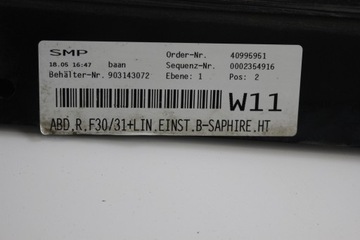 SMP Order-Nr. 40995951
18.05 16:47 baan Sequenz-Nr. 0002354916
Behälter-Nr. 903143072 Ebene: 1 Pos: 2
W11
ABD.R.F30/31+LIN.EINST.B-SAPHIRE.HT